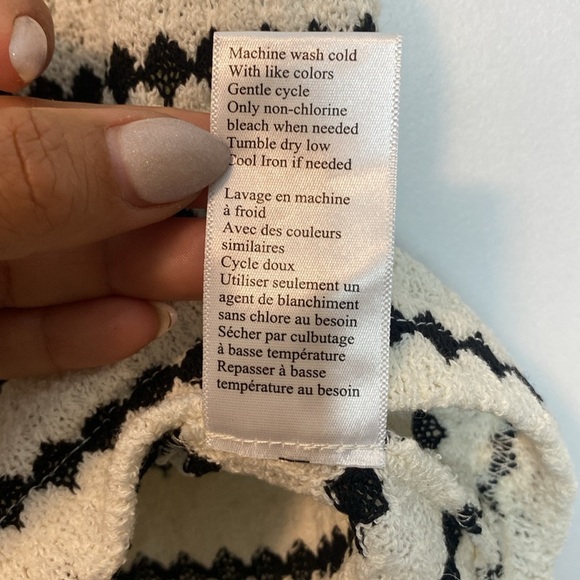 Machine wash cold
With like colors
Gentle cycle
Only non-chlorine
bleach when needed
Tumble dry low
Cool Iron if needed
Lavage en machine
à froid
Avec des couleurs
similaires
Cycle doux
Utiliser seulement un
agent de blanchiment
sans chlore au besoin
Sécher par culbutage
à basse température
Repasser à basse
température au besoin